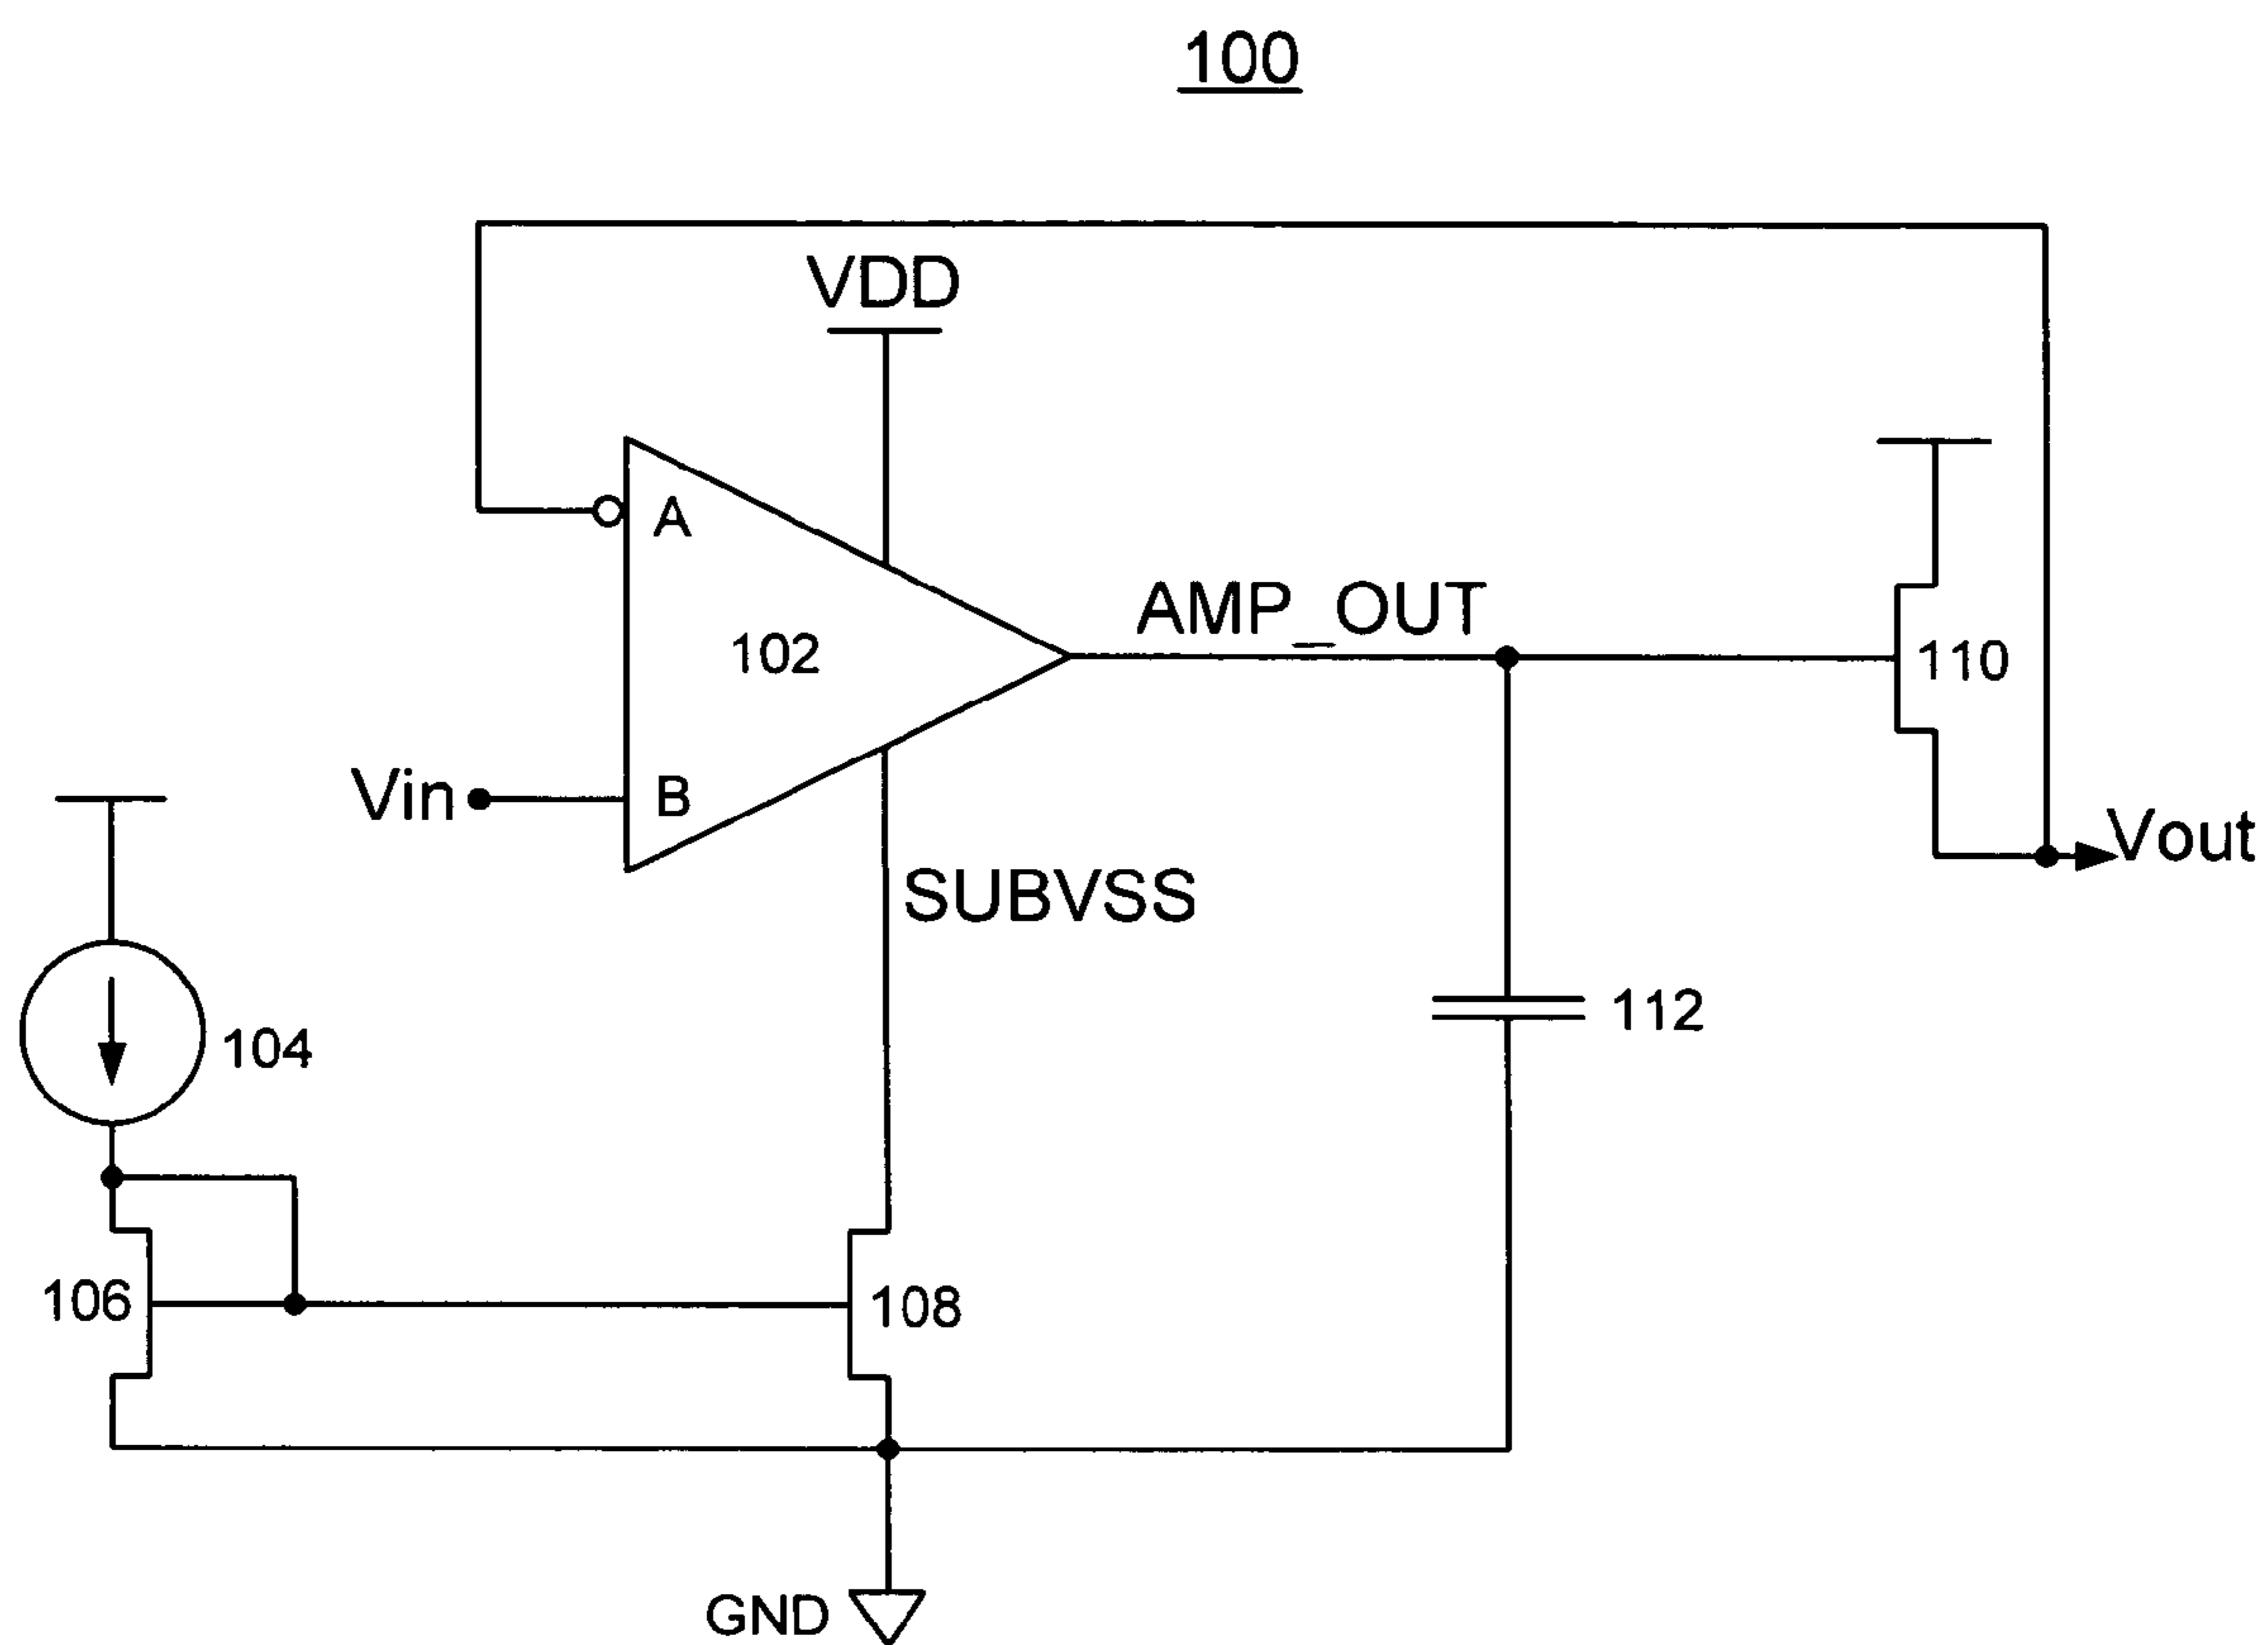 100
VDD
A
AMP_OUT
102
110
Vin
B
Vout
SUBVSS
112
104
106
108
GND